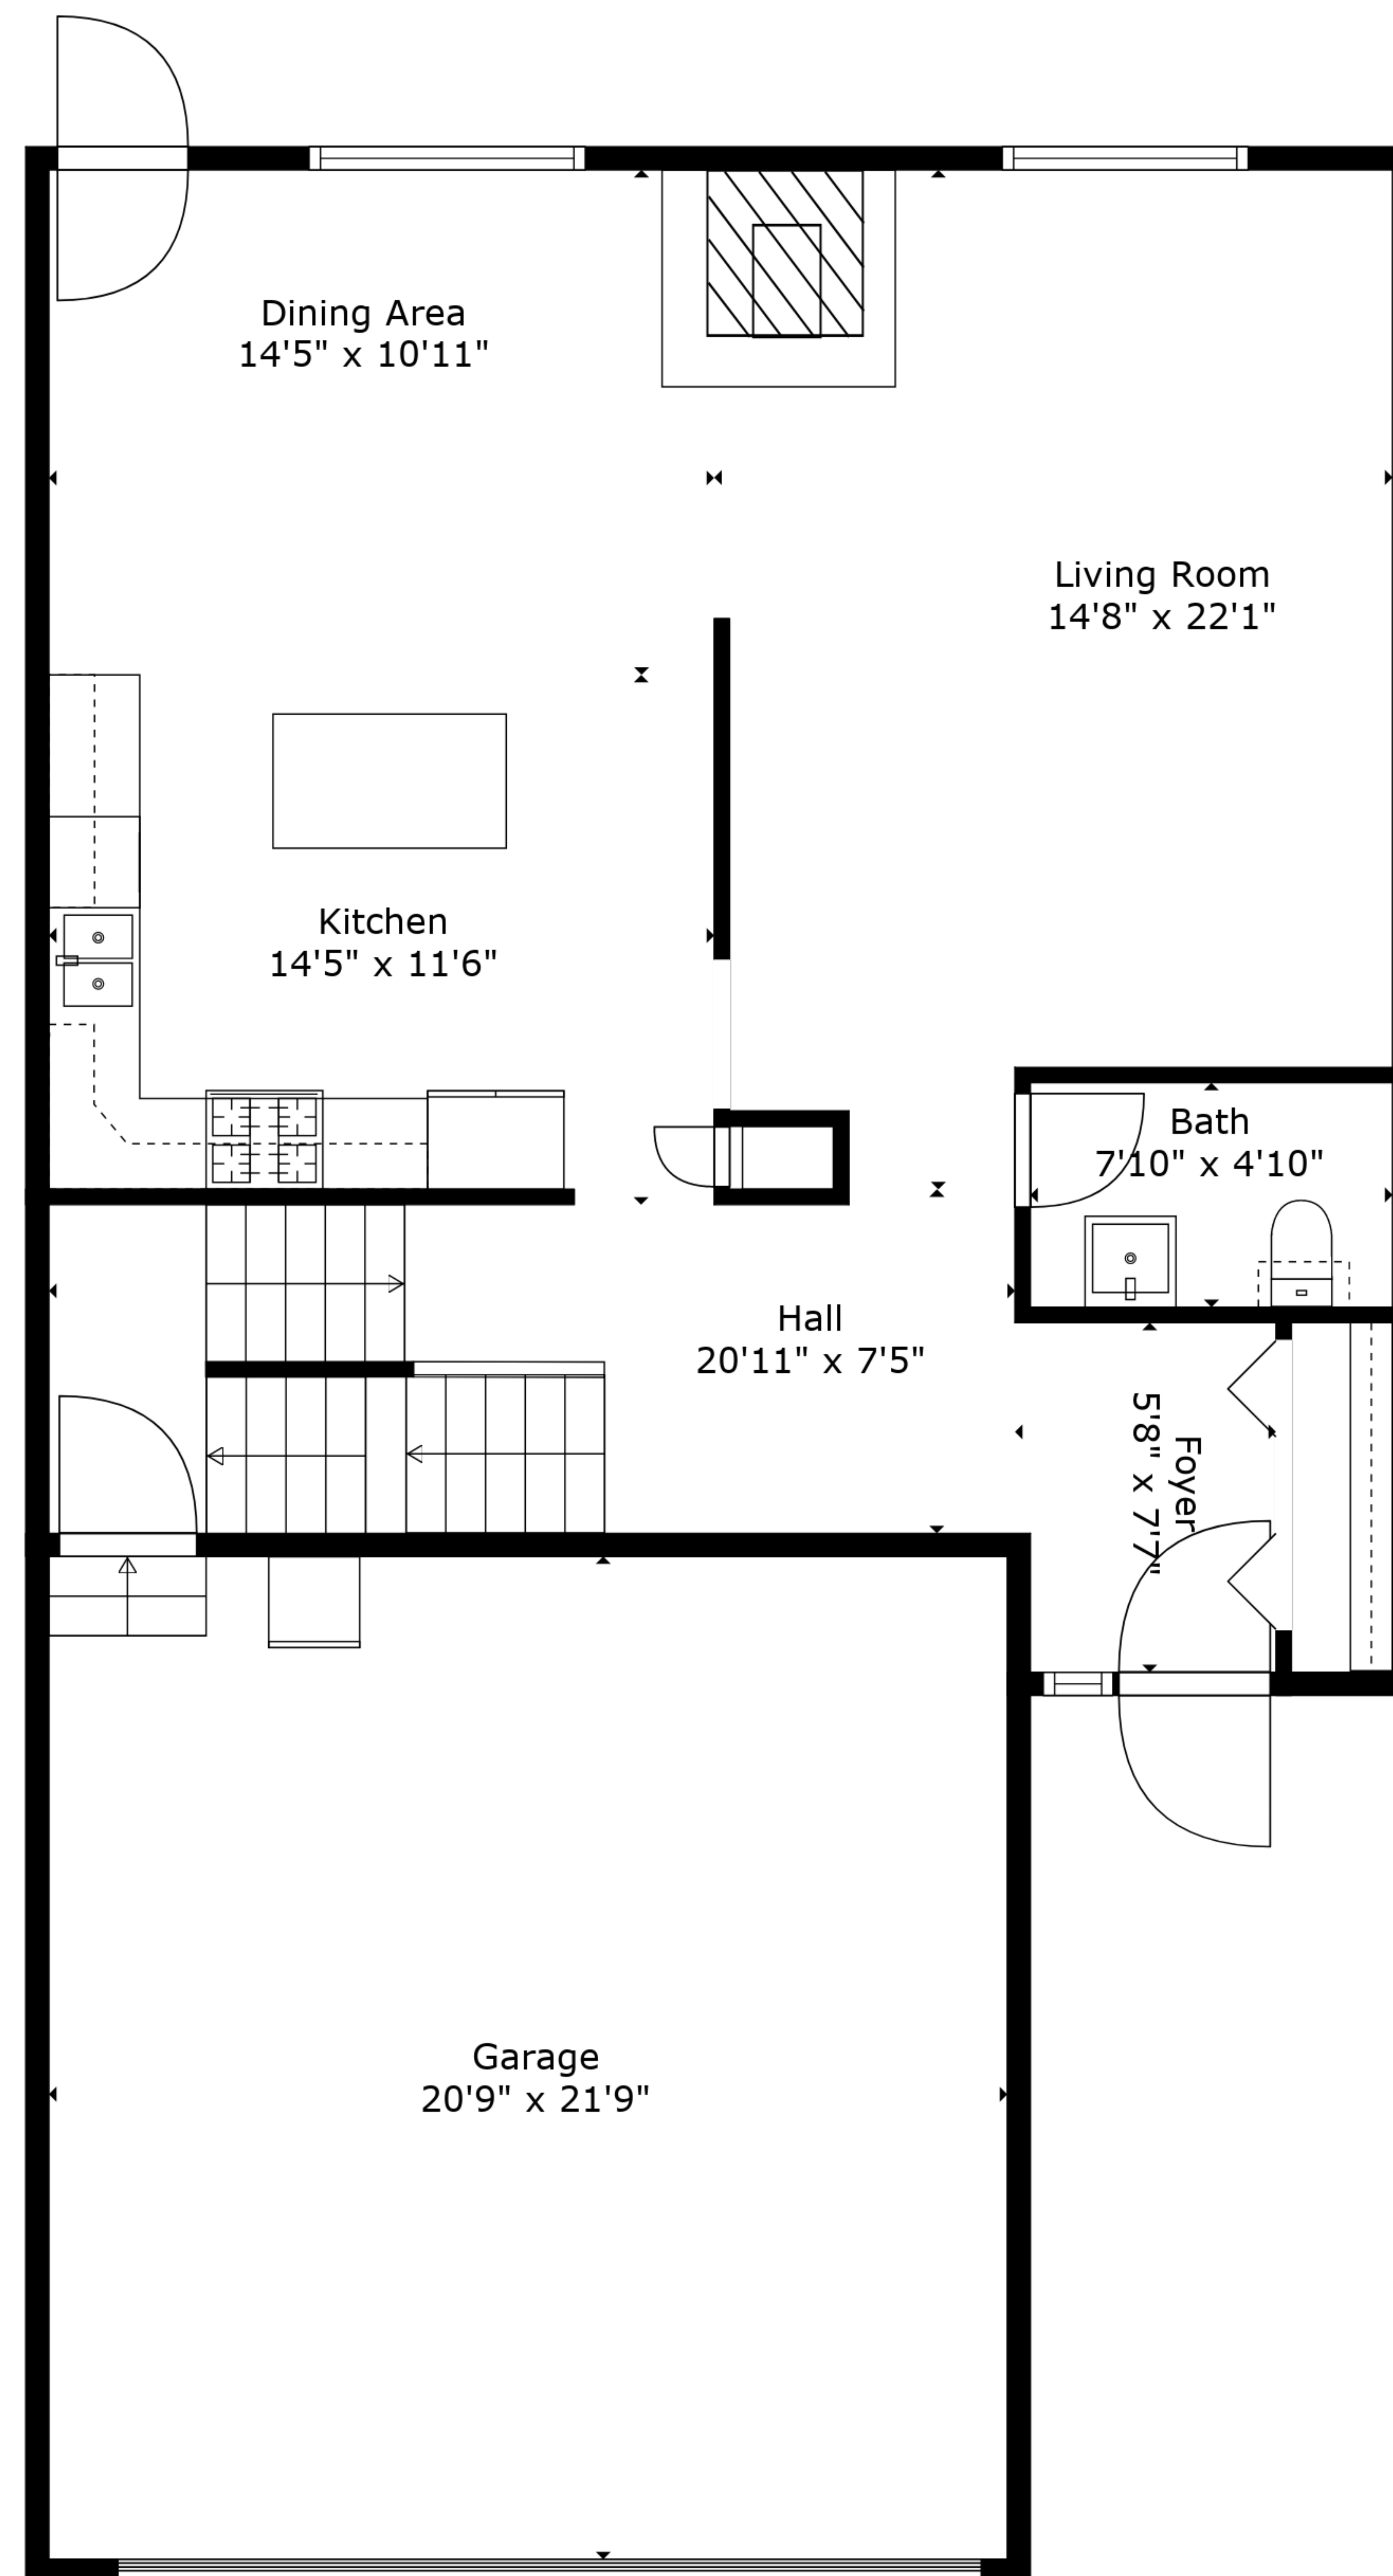 Dining Area
14'5" x 10'11"
Living Room
14'8" x 22'1"
Kitchen
14'5" x 11'6"
Bath
7'10" x 4'10"
Hall
20'11" x 7'5"
Foyer
5'8" x 7'7"
Garage
20'9" x 21'9"